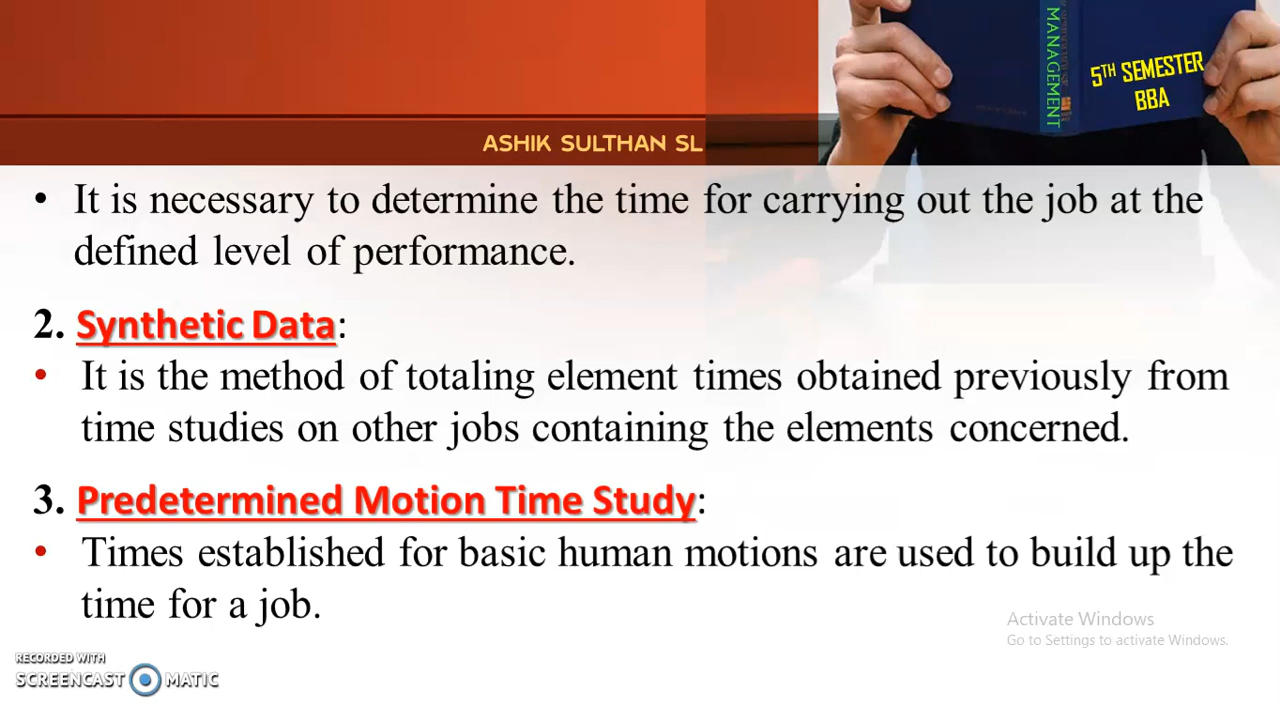 MANAGEMENT
5TH SEMESTER
BBA
ASHIK SULTHAN SL
• It is necessary to determine the time for carrying out the job at the
defined level of performance.
2. Synthetic Data:
• It is the method of totaling element times obtained previously from
time studies on other jobs containing the elements concerned.
3. Predetermined Motion Time Study:
• Times established for basic human motions are used to build up the
time for a job.
Activate Windows
Go to Settings to activate Windows.
RECORDED WITH
SCREENCAST MATIC